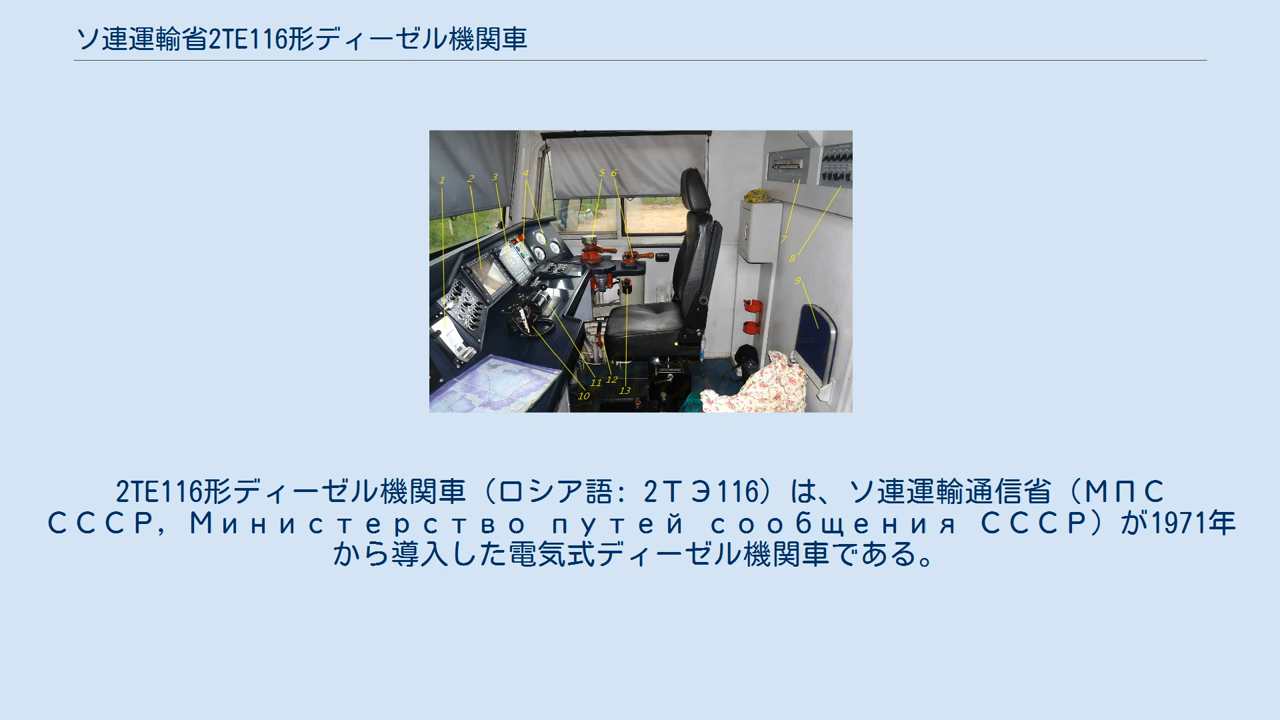 ソ連運輸省2TE116形ディーゼル機関車
1 2 3 4 5 6
7
8
9
10 11 12 13
2TE116形ディーゼル機関車（ロシア語: 2ТЭ116）は、ソ連運輸通信省（МПС
СССР, Министерство путей сообщения СССР）が1971年
から導入した電気式ディーゼル機関車である。